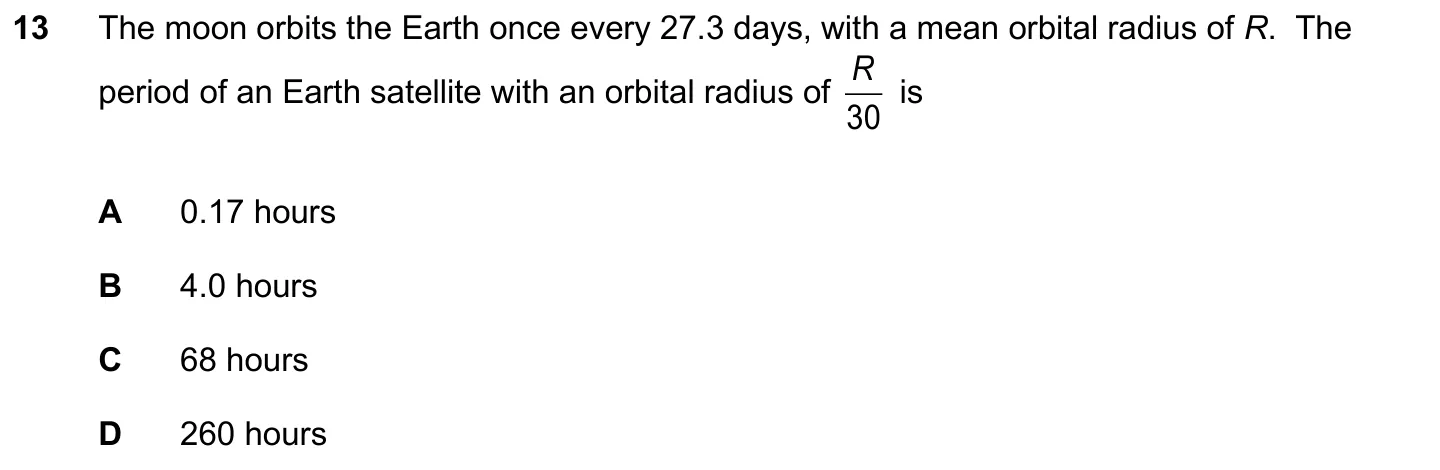 13 The moon orbits the Earth once every 27.3 days, with a mean orbital radius of R. The
period of an Earth satellite with an orbital radius of R/30 is
A 0.17 hours
B 4.0 hours
C 68 hours
D 260 hours